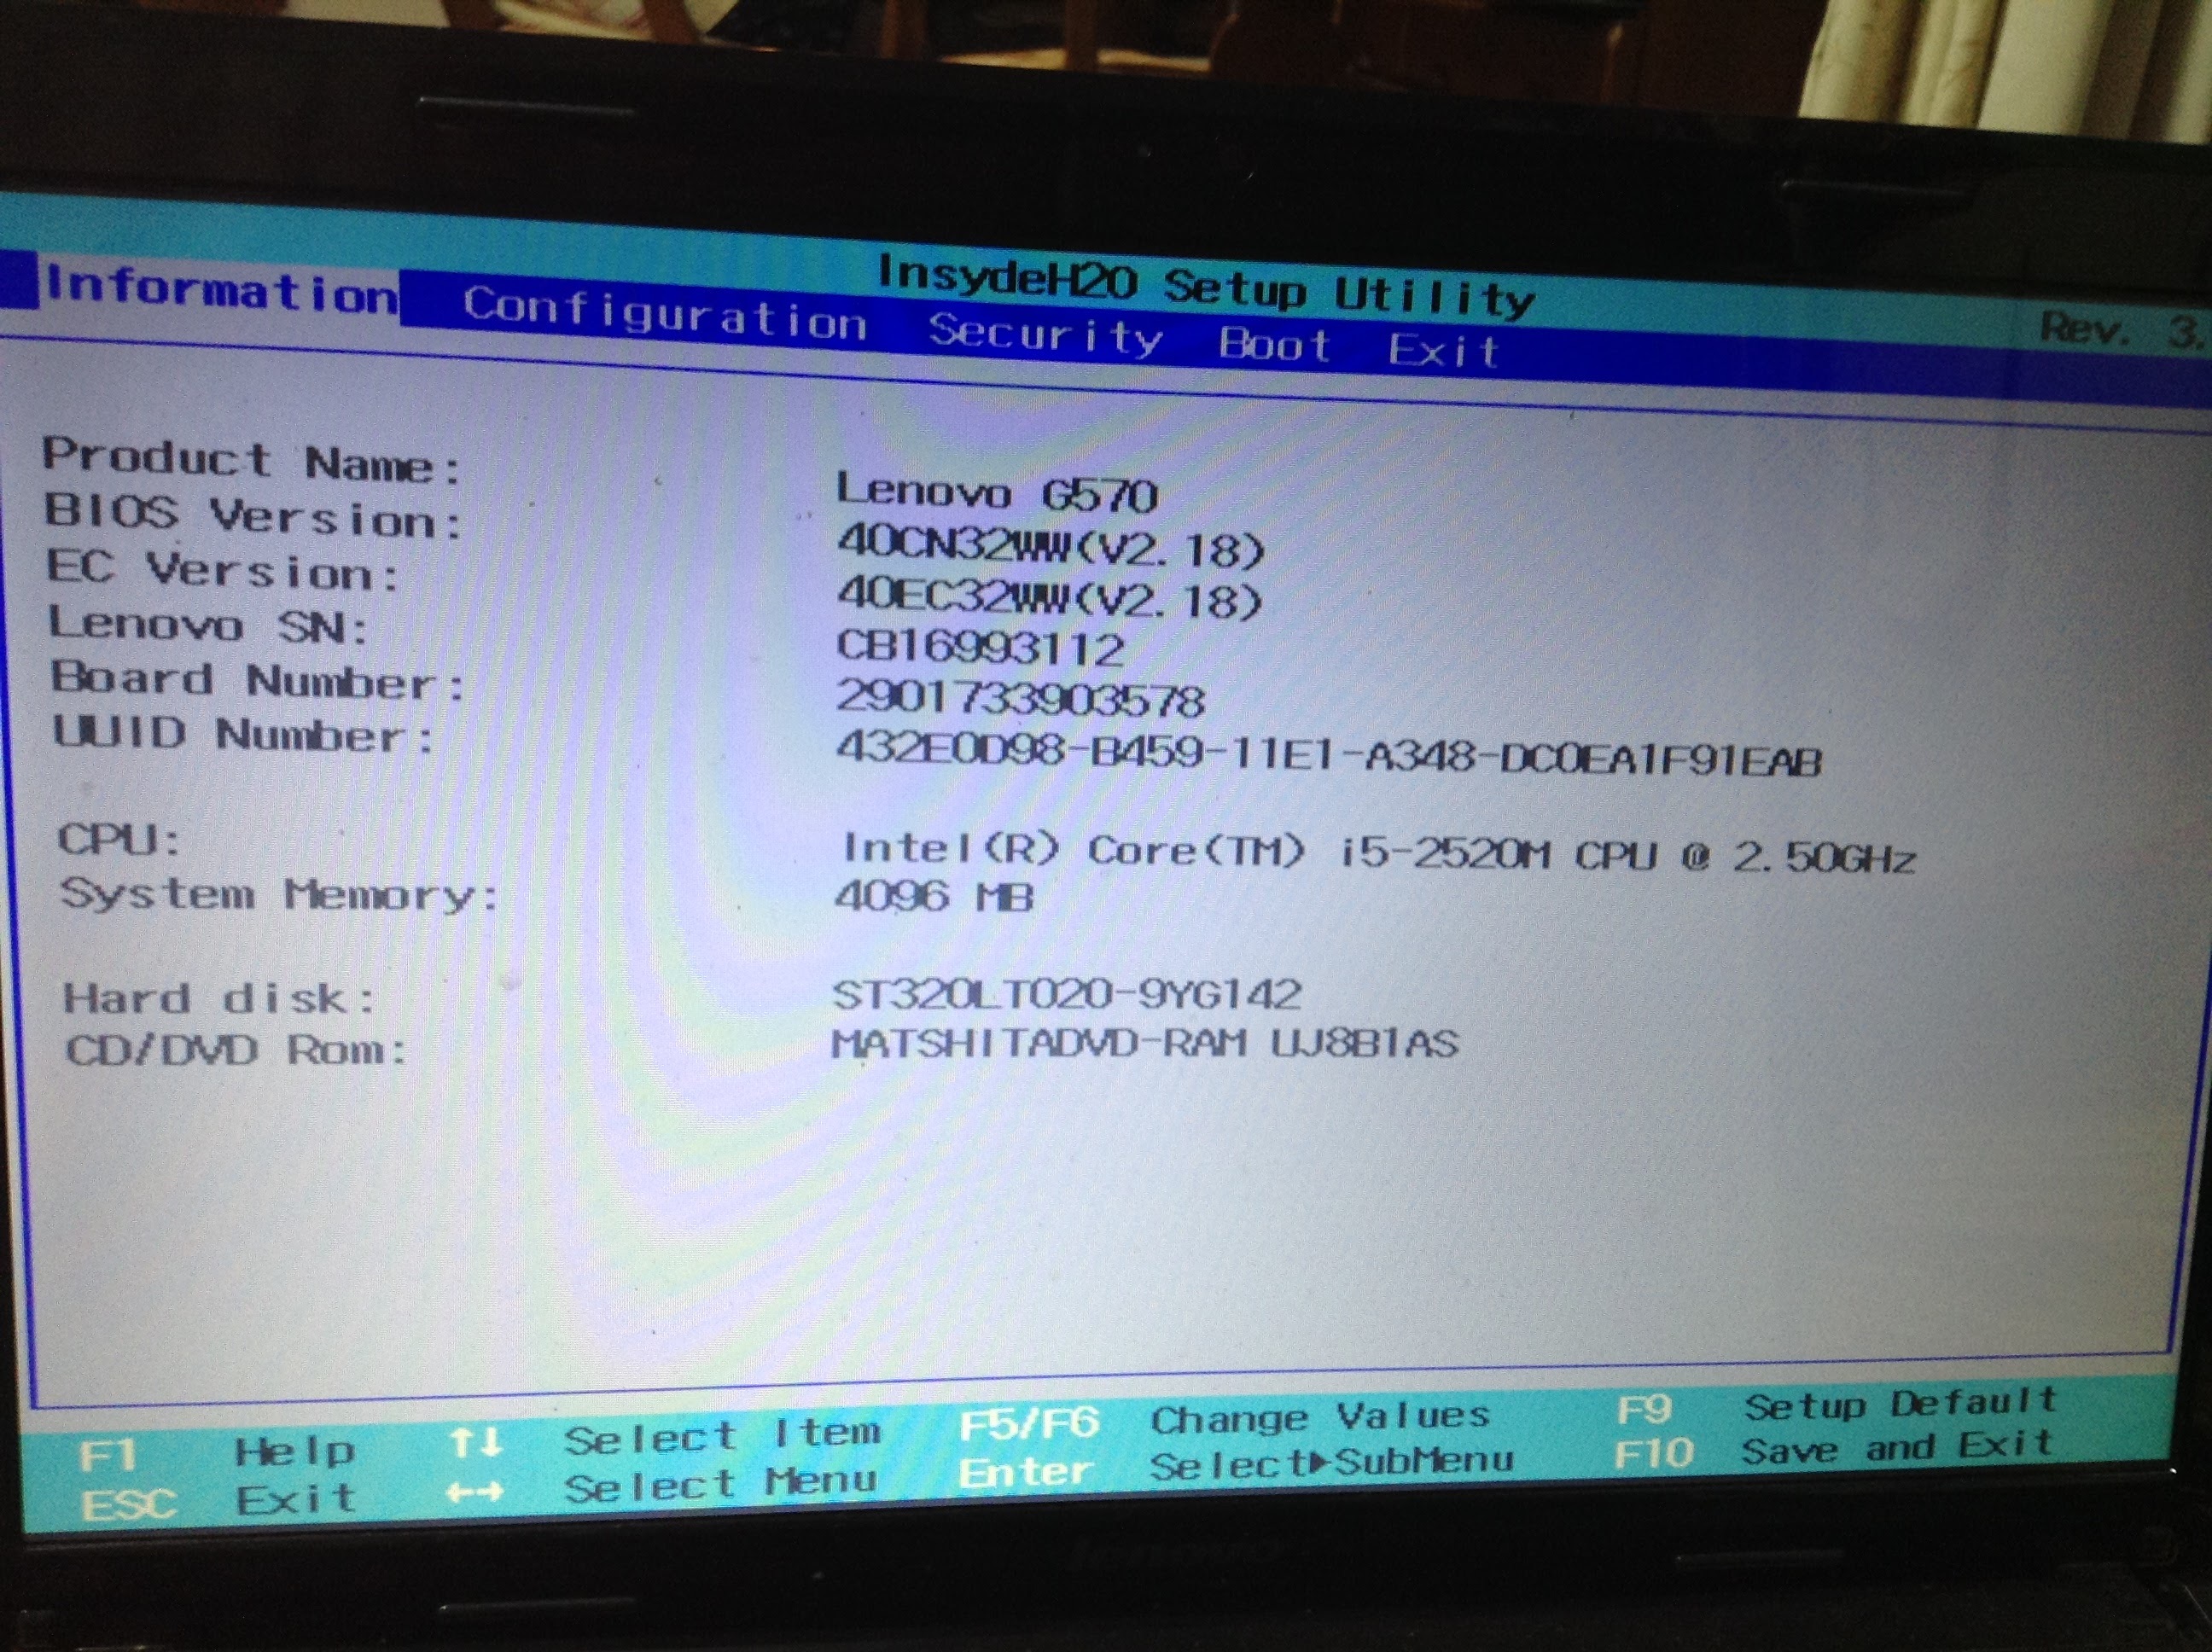 InsydeH20 Setup Utility Rev. 3.
Information Configuration Security Boot Exit
Product Name: Lenovo G570
BIOS Version: 40CN32WW(V2.18)
EC Version: 40EC32WW(V2.18)
Lenovo SN: CB16993112
Board Number: 2901733903578
UUID Number: 432E0D98-B459-11E1-A348-DC0EA1F91EAB
CPU: Intel(R) Core(TM) i5-2520M CPU @ 2.50GHz
System Memory: 4096 MB
Hard disk: ST320LT020-9YG142
CD/DVD Rom: MATSHITADVD-RAM UJ8B1AS
F1 Help ↑↓ Select Item F5/F6 Change Values F9 Setup Default
ESC Exit ←→ Select Menu Enter Select▶SubMenu F10 Save and Exit
lenovo